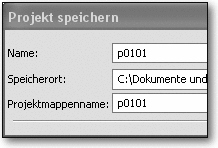 Projekt speichern
Name: p0101
Speicherort: C:\Dokumente und
Projektmappenname: p0101